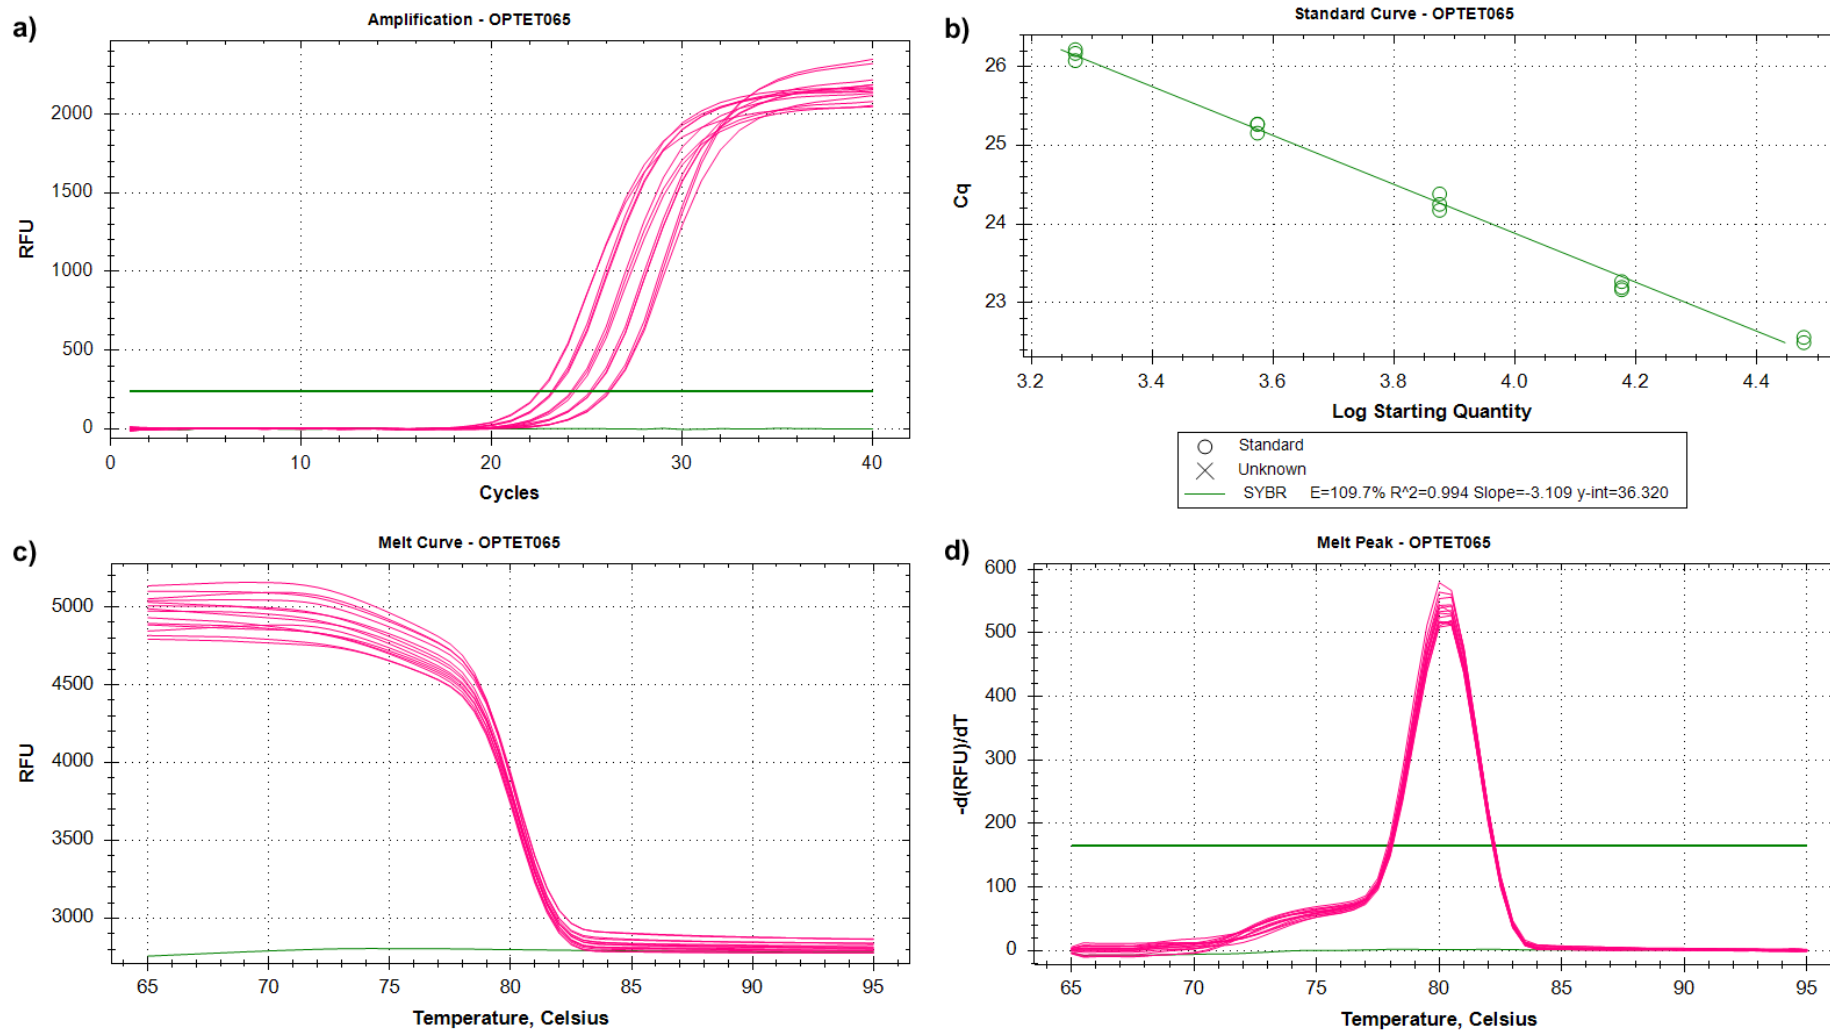 a)
Amplification - OPTET065
2000
1500
1000
500
0
RFU
0 10 20 30 40
Cycles
b)
Standard Curve - OPTET065
26
25
24
23
Cq
3.2 3.4 3.6 3.8 4.0 4.2 4.4
Log Starting Quantity
Standard
Unknown
SYBR E=109.7% R^2=0.994 Slope=-3.109 y-int=36.320
c)
Melt Curve - OPTET065
5000
4500
4000
3500
3000
RFU
65 70 75 80 85 90 95
Temperature, Celsius
d)
Melt Peak - OPTET065
600
500
400
300
200
100
0
-d(RFU)/dT
65 70 75 80 85 90 95
Temperature, Celsius